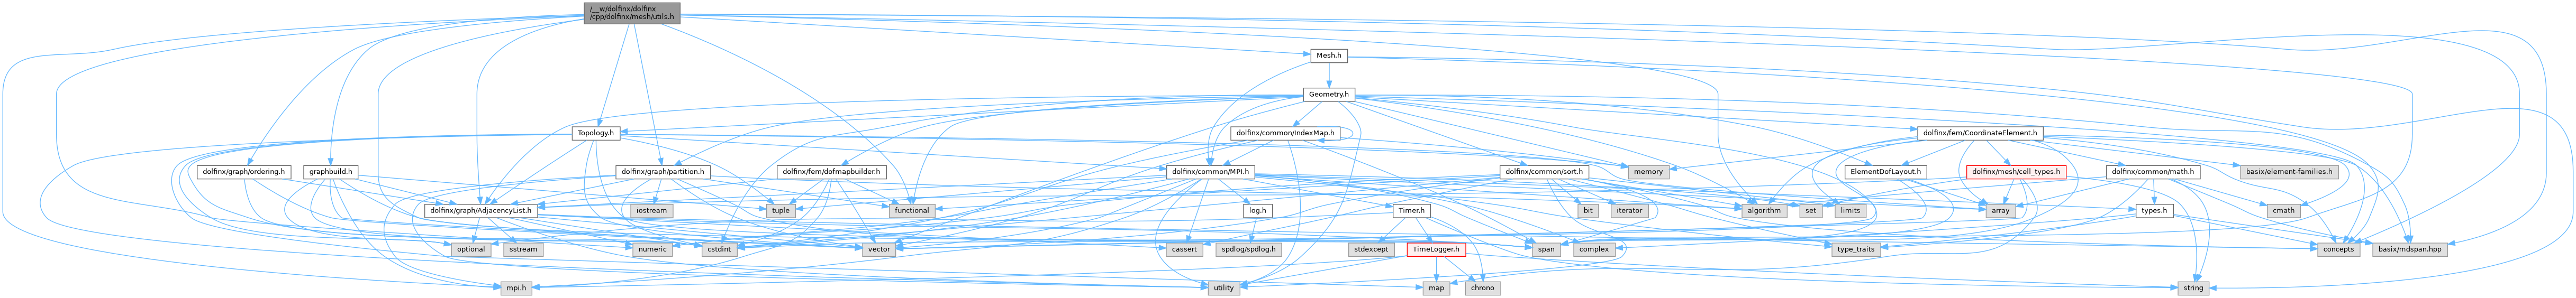 /__w/dolfinx/dolfinx
/cpp/dolfinx/mesh/utils.h
Mesh.h
Geometry.h
Topology.h
dolfinx/common/IndexMap.h
dolfinx/fem/CoordinateElement.h
dolfinx/graph/ordering.h
graphbuild.h
dolfinx/graph/partition.h
dolfinx/fem/dofmapbuilder.h
dolfinx/common/MPI.h
dolfinx/common/sort.h
memory
ElementDofLayout.h
dolfinx/mesh/cell_types.h
dolfinx/common/math.h
basix/element-families.h
dolfinx/graph/AdjacencyList.h
iostream
tuple
functional
log.h
Timer.h
bit
iterator
algorithm
set
limits
array
types.h
cmath
optional
sstream
numeric
cstdint
vector
cassert
spdlog/spdlog.h
stdexcept
TimeLogger.h
span
complex
type_traits
concepts
basix/mdspan.hpp
mpi.h
utility
map
chrono
string